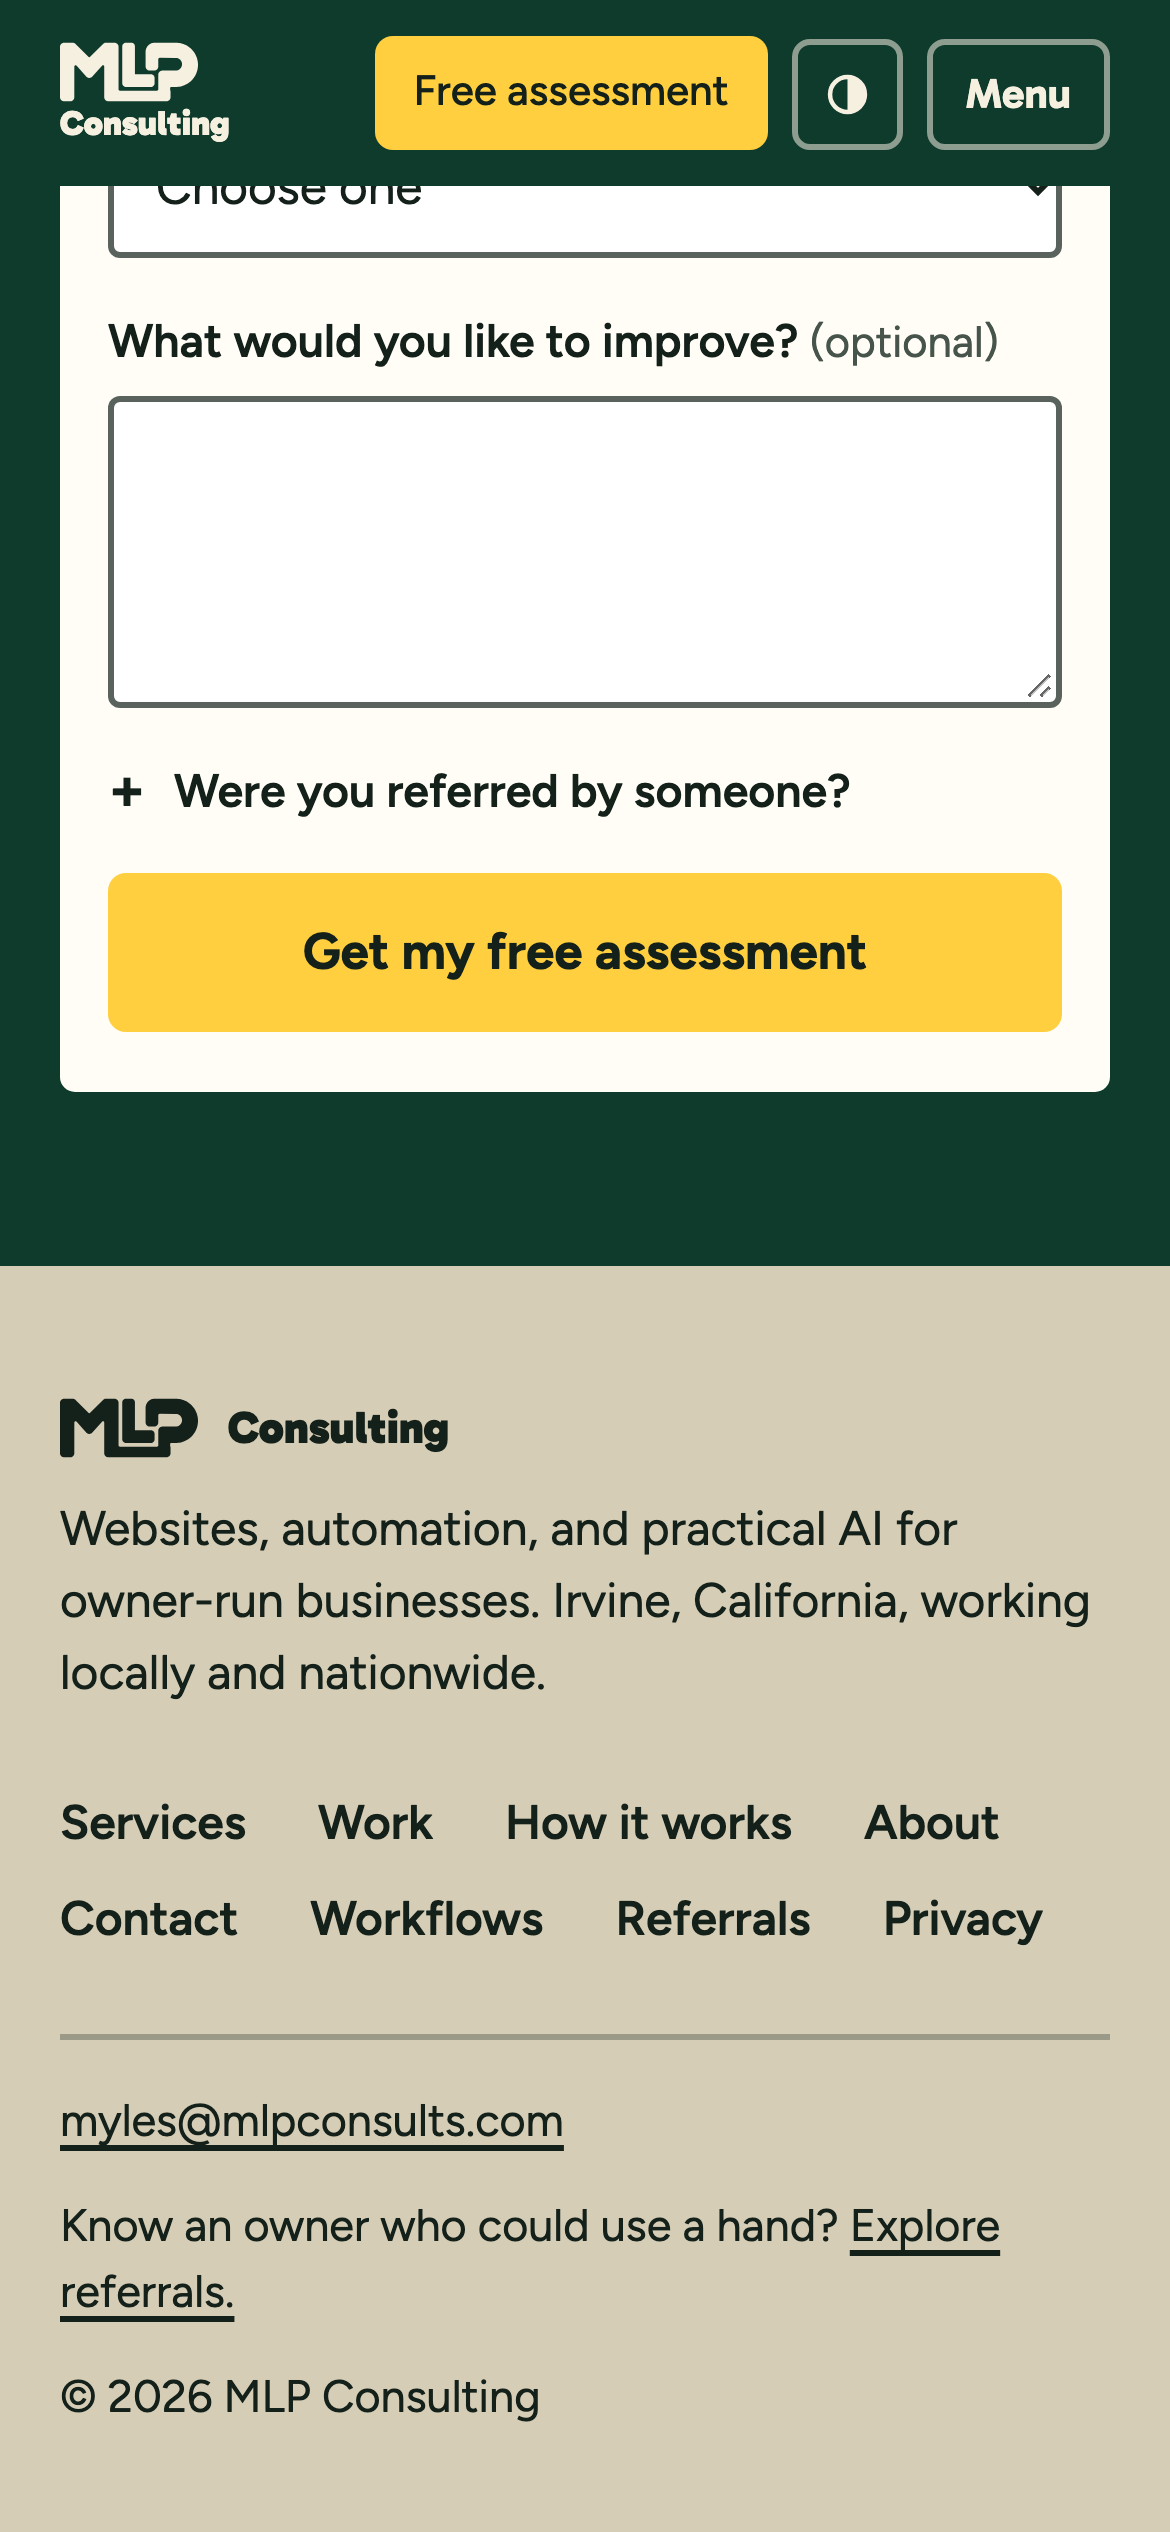 MLP
Consulting
Free assessment
Menu
Choose one
What would you like to improve? (optional)
+ Were you referred by someone?
Get my free assessment
MLP Consulting
Websites, automation, and practical AI for
owner-run businesses. Irvine, California, working
locally and nationwide.
Services Work How it works About
Contact Workflows Referrals Privacy
myles@mlpconsults.com
Know an owner who could use a hand? Explore
referrals.
© 2026 MLP Consulting